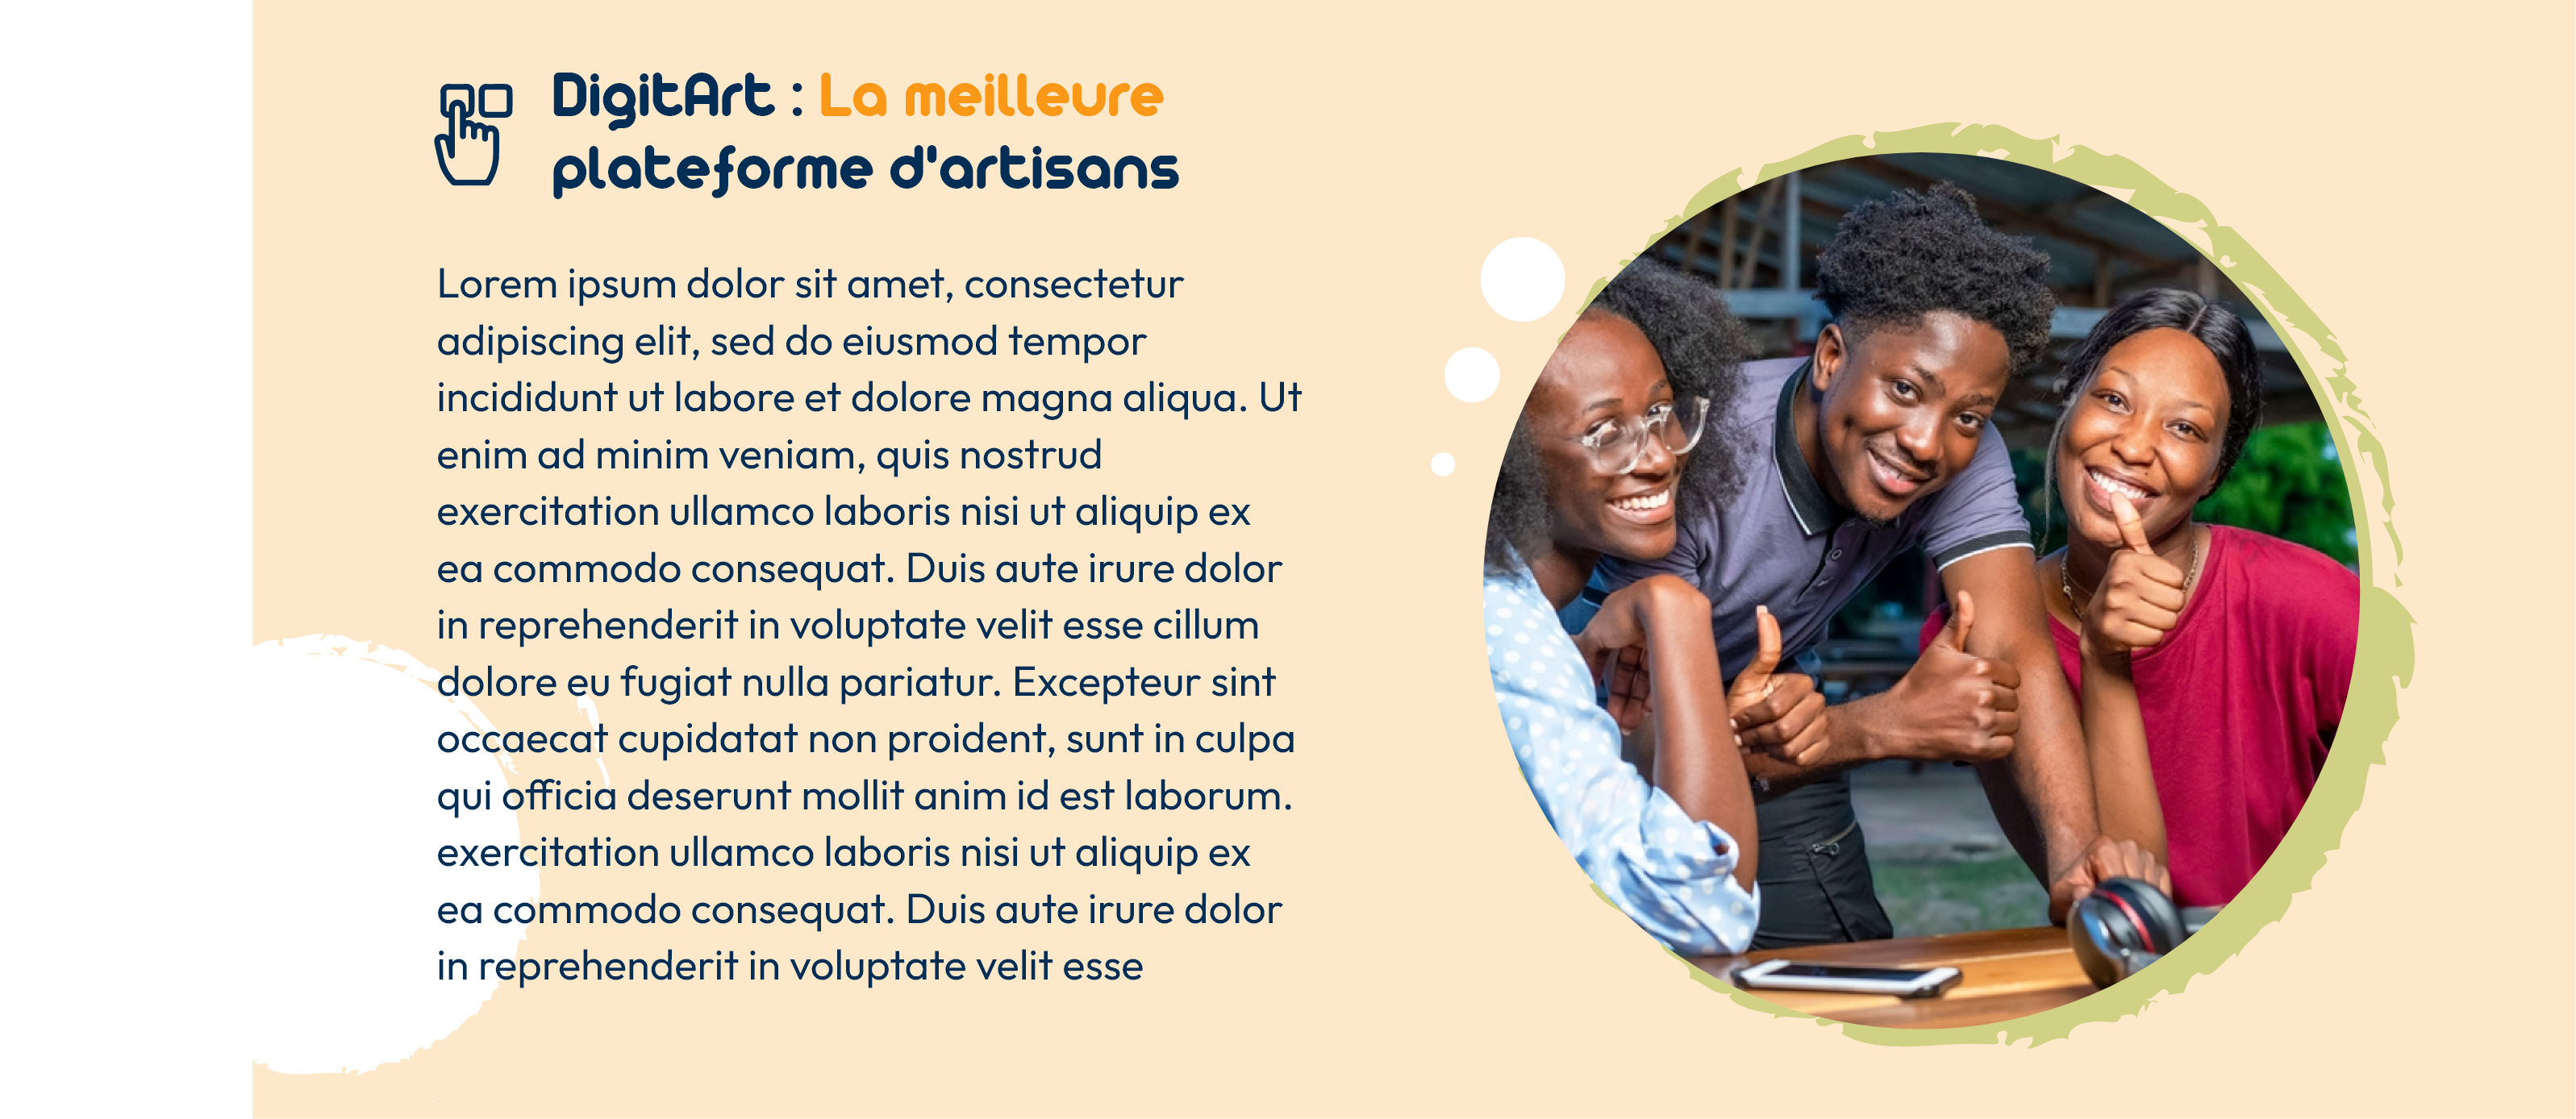 DigitArt : La meilleure
plateforme d'artisans
Lorem ipsum dolor sit amet, consectetur
adipiscing elit, sed do eiusmod tempor
incididunt ut labore et dolore magna aliqua. Ut
enim ad minim veniam, quis nostrud
exercitation ullamco laboris nisi ut aliquip ex
ea commodo consequat. Duis aute irure dolor
in reprehenderit in voluptate velit esse cillum
dolore eu fugiat nulla pariatur. Excepteur sint
occaecat cupidatat non proident, sunt in culpa
qui officia deserunt mollit anim id est laborum.
exercitation ullamco laboris nisi ut aliquip ex
ea commodo consequat. Duis aute irure dolor
in reprehenderit in voluptate velit esse